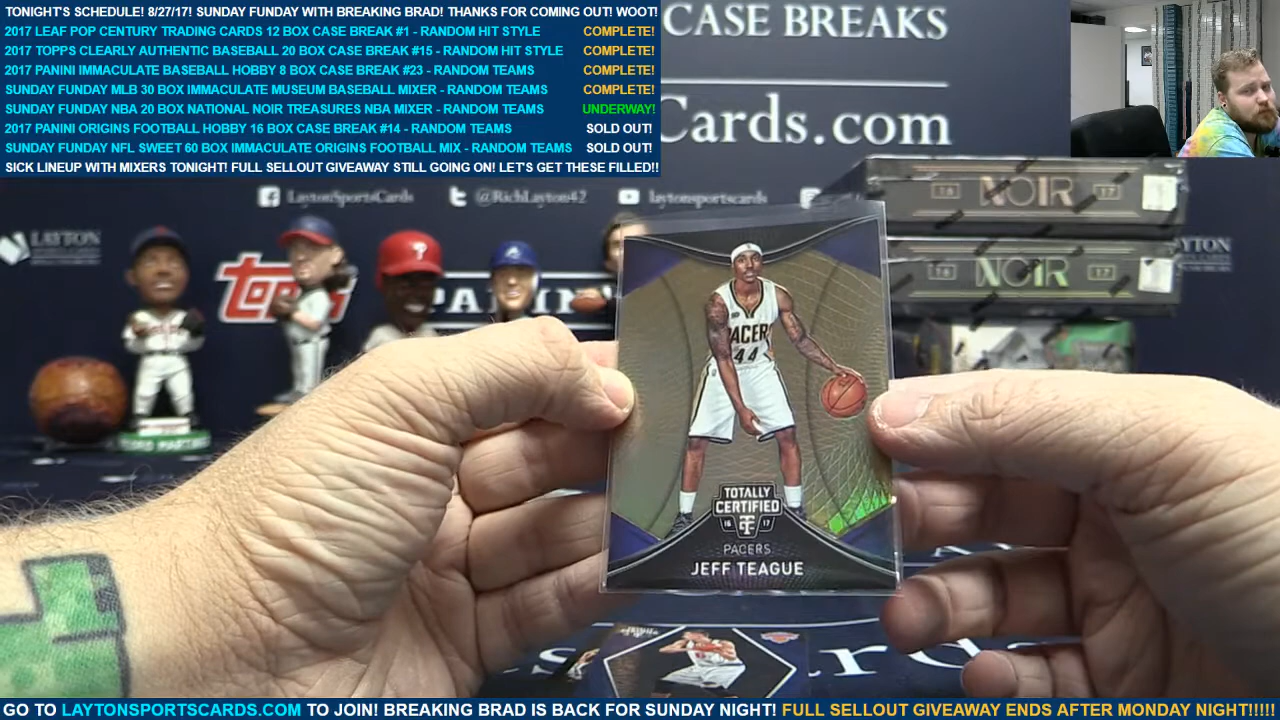 TONIGHT'S SCHEDULE! 8/27/17! SUNDAY FUNDAY WITH BREAKING BRAD! THANKS FOR COMING OUT! WOOT!
2017 LEAF POP CENTURY TRADING CARDS 12 BOX CASE BREAK #1 - RANDOM HIT STYLE COMPLETE!
2017 TOPPS CLEARLY AUTHENTIC BASEBALL 20 BOX CASE BREAK #15 - RANDOM HIT STYLE COMPLETE!
2017 PANINI IMMACULATE BASEBALL HOBBY 8 BOX CASE BREAK #23 - RANDOM TEAMS COMPLETE!
SUNDAY FUNDAY MLB 30 BOX IMMACULATE MUSEUM BASEBALL MIXER - RANDOM TEAMS COMPLETE!
SUNDAY FUNDAY NBA 20 BOX NATIONAL NOIR TREASURES NBA MIXER - RANDOM TEAMS UNDERWAY!
2017 PANINI ORIGINS FOOTBALL HOBBY 16 BOX CASE BREAK #14 - RANDOM TEAMS SOLD OUT!
SUNDAY FUNDAY NFL SWEET 60 BOX IMMACULATE ORIGINS FOOTBALL MIX - RANDOM TEAMS SOLD OUT!
SICK LINEUP WITH MIXERS TONIGHT! FULL SELLOUT GIVEAWAY STILL GOING ON! LET'S GET THESE FILLED!!
CASE BREAKS
Cards.com
LaytonSportsCards
@RichLayton42
laytonsportscards
LAYTON
topps
PANINI
16 NOIR 17
16 NOIR 17
PACERS
44
TOTALLY
CERTIFIED
16 17
PACERS
JEFF TEAGUE
GO TO LAYTONSPORTSCARDS.COM TO JOIN! BREAKING BRAD IS BACK FOR SUNDAY NIGHT! FULL SELLOUT GIVEAWAY ENDS AFTER MONDAY NIGHT!!!!!